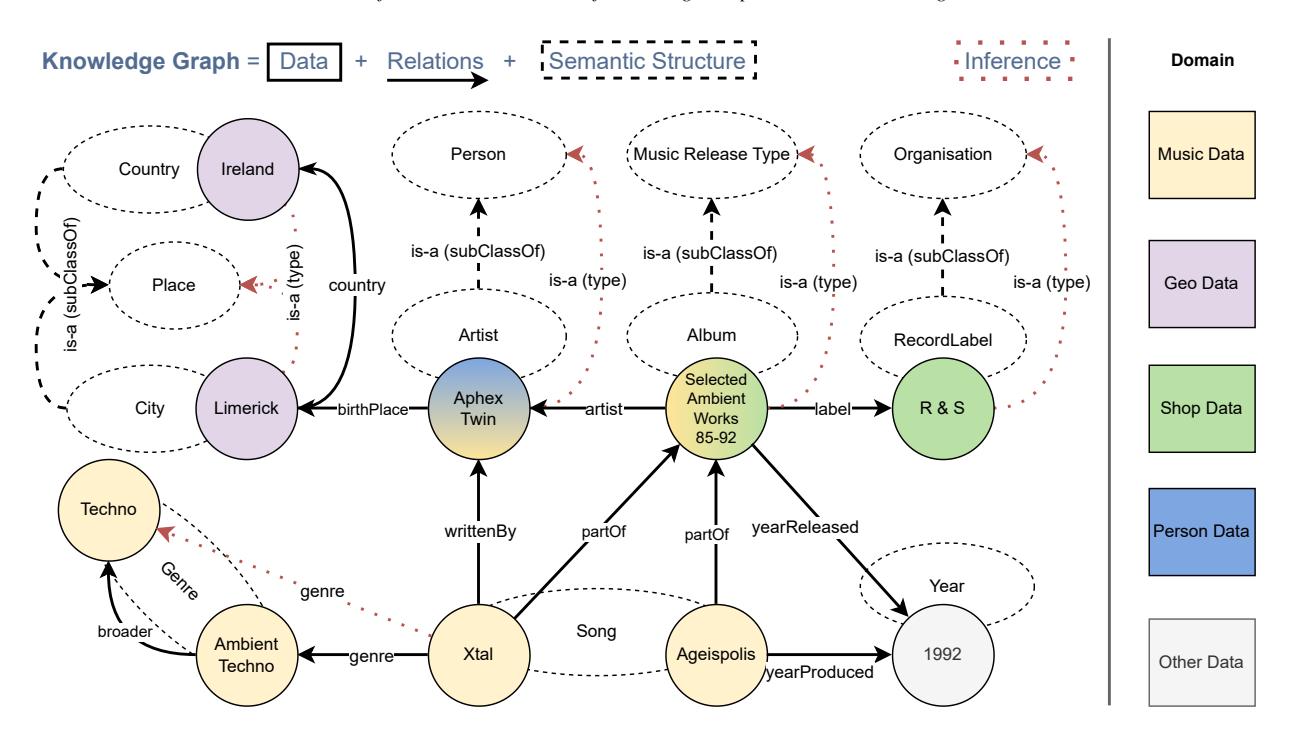 Knowledge Graph = Data + Relations + Semantic Structure
Inference
Domain
Country
Ireland
Person
Music Release Type
Organisation
Music Data
is-a (subClassOf)
Place
is-a (type)
country
is-a (subClassOf)
is-a (type)
is-a (subClassOf)
is-a (type)
is-a (subClassOf)
is-a (type)
Geo Data
Artist
Album
RecordLabel
City
Limerick
birthPlace
Aphex
Twin
artist
Selected
Ambient
Works
85-92
label
R & S
Shop Data
Techno
writtenBy
partOf
partOf
yearReleased
Person Data
Genre
genre
Year
broader
Ambient
Techno
genre
Xtal
Song
Ageispolis
yearProduced
1992
Other Data